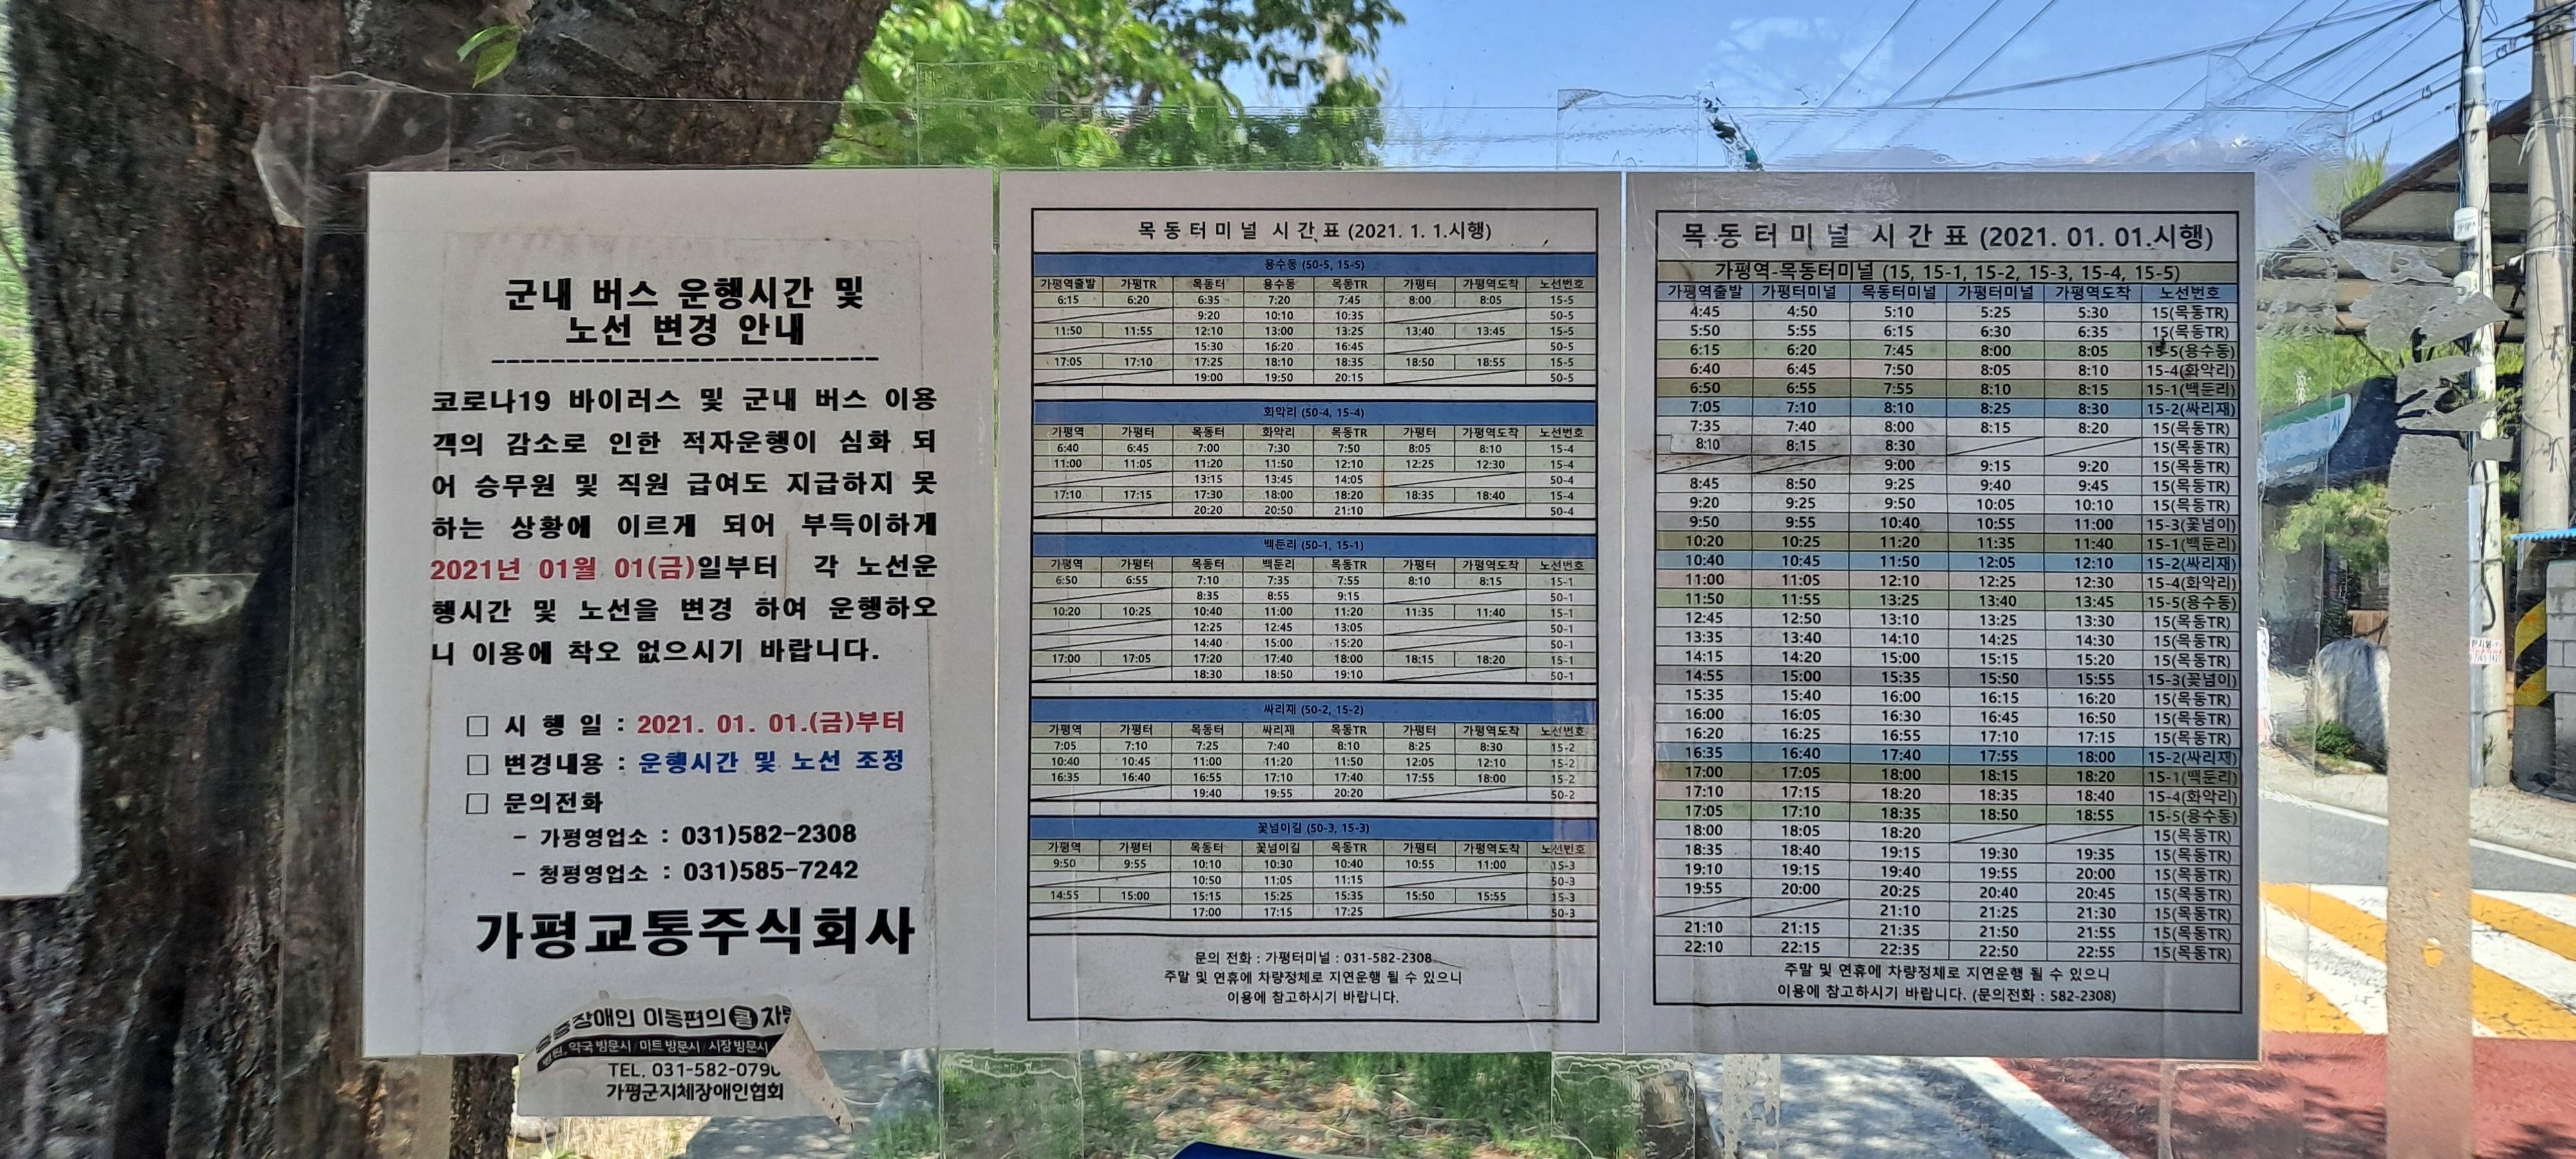 군내 버스 운행시간 및
노선 변경 안내
코로나19 바이러스 및 군내 버스 이용
객의 감소로 인한 적자운행이 심화 되
어 승무원 및 직원 급여도 지급하지 못
하는 상황에 이르게 되어 부득이하게
2021년 01월 01(금)일부터 각 노선운
행시간 및 노선을 변경 하여 운행하오
니 이용에 착오 없으시기 바랍니다.
□ 시 행 일 : 2021. 01. 01.(금)부터
□ 변경내용 : 운행시간 및 노선 조정
□ 문의전화
- 가평영업소 : 031)582-2308
- 청평영업소 : 031)585-7242
가평교통주식회사
장애인 이동편의 콜 차량
약국 방문시 / 마트 방문시 / 시장 방문시
TEL. 031-582-079
가평군지체장애인협회
목 동 터 미 널 시 간 표 (2021. 1. 1.시행)
용수동 (50-5, 15-5)
가평역출발 가평TR 목동터 용수동 목동TR 가평터 가평역도착 노선번호
6:15 6:20 6:35 7:20 7:45 8:00 8:05 15-5
9:20 10:10 10:35 50-5
11:50 11:55 12:10 13:00 13:25 13:40 13:45 15-5
15:30 16:20 16:45 50-5
17:05 17:10 17:25 18:10 18:35 18:50 18:55 15-5
19:00 19:50 20:15 50-5
화악리 (50-4, 15-4)
가평역 가평터 목동터 화악리 목동TR 가평터 가평역도착 노선번호
6:40 6:45 7:00 7:30 7:50 8:05 8:10 15-4
11:00 11:05 11:20 11:50 12:10 12:25 12:30 15-4
13:15 13:45 14:05 50-4
17:10 17:15 17:30 18:00 18:20 18:35 18:40 15-4
20:20 20:50 21:10 50-4
백둔리 (50-1, 15-1)
가평역 가평터 목동터 백둔리 목동TR 가평터 가평역도착 노선번호
6:50 6:55 7:10 7:35 7:55 8:10 8:15 15-1
8:35 8:55 9:15 50-1
10:20 10:25 10:40 11:00 11:20 11:35 11:40 15-1
12:25 12:45 13:05 50-1
14:40 15:00 15:20 50-1
17:00 17:05 17:20 17:40 18:00 18:15 18:20 15-1
18:30 18:50 19:10 50-1
싸리재 (50-2, 15-2)
가평역 가평터 목동터 싸리재 목동TR 가평터 가평역도착 노선번호
7:05 7:10 7:25 7:40 8:10 8:25 8:30 15-2
10:40 10:45 11:00 11:20 11:50 12:05 12:10 15-2
16:35 16:40 16:55 17:10 17:40 17:55 18:00 15-2
19:40 19:55 20:20 50-2
꽃넘이길 (50-3, 15-3)
가평역 가평터 목동터 꽃넘이길 목동TR 가평터 가평역도착 노선번호
9:50 9:55 10:10 10:30 10:40 10:55 11:00 15-3
10:50 11:05 11:15 50-3
14:55 15:00 15:15 15:25 15:35 15:50 15:55 15-3
17:00 17:15 17:25 50-3
문의 전화 : 가평터미널 : 031-582-2308
주말 및 연휴에 차량정체로 지연운행 될 수 있으니
이용에 참고하시기 바랍니다.
목 동 터 미 널 시 간 표 (2021. 01. 01.시행)
가평역-목동터미널 (15, 15-1, 15-2, 15-3, 15-4, 15-5)
가평역출발 가평터미널 목동터미널 가평터미널 가평역도착 노선번호
4:45 4:50 5:10 5:25 5:30 15(목동TR)
5:50 5:55 6:15 6:30 6:35 15(목동TR)
6:15 6:20 7:45 8:00 8:05 15-5(용수동)
6:40 6:45 7:50 8:05 8:10 15-4(화악리)
6:50 6:55 7:55 8:10 8:15 15-1(백둔리)
7:05 7:10 8:10 8:25 8:30 15-2(싸리재)
7:35 7:40 8:00 8:15 8:20 15(목동TR)
8:10 8:15 8:30 15(목동TR)
9:00 9:15 9:20 15(목동TR)
8:45 8:50 9:25 9:40 9:45 15(목동TR)
9:20 9:25 9:50 10:05 10:10 15(목동TR)
9:50 9:55 10:40 10:55 11:00 15-3(꽃넘이)
10:20 10:25 11:20 11:35 11:40 15-1(백둔리)
10:40 10:45 11:50 12:05 12:10 15-2(싸리재)
11:00 11:05 12:10 12:25 12:30 15-4(화악리)
11:50 11:55 13:25 13:40 13:45 15-5(용수동)
12:45 12:50 13:10 13:25 13:30 15(목동TR)
13:35 13:40 14:10 14:25 14:30 15(목동TR)
14:15 14:20 15:00 15:15 15:20 15(목동TR)
14:55 15:00 15:35 15:50 15:55 15-3(꽃넘이)
15:35 15:40 16:00 16:15 16:20 15(목동TR)
16:00 16:05 16:30 16:45 16:50 15(목동TR)
16:20 16:25 16:55 17:10 17:15 15(목동TR)
16:35 16:40 17:40 17:55 18:00 15-2(싸리재)
17:00 17:05 18:00 18:15 18:20 15-1(백둔리)
17:10 17:15 18:20 18:35 18:40 15-4(화악리)
17:05 17:10 18:35 18:50 18:55 15-5(용수동)
18:00 18:05 18:20 15(목동TR)
18:35 18:40 19:15 19:30 19:35 15(목동TR)
19:10 19:15 19:40 19:55 20:00 15(목동TR)
19:55 20:00 20:25 20:40 20:45 15(목동TR)
21:10 21:25 21:30 15(목동TR)
21:10 21:15 21:35 21:50 21:55 15(목동TR)
22:10 22:15 22:35 22:50 22:55 15(목동TR)
주말 및 연휴에 차량정체로 지연운행 될 수 있으니
이용에 참고하시기 바랍니다. (문의전화 : 582-2308)